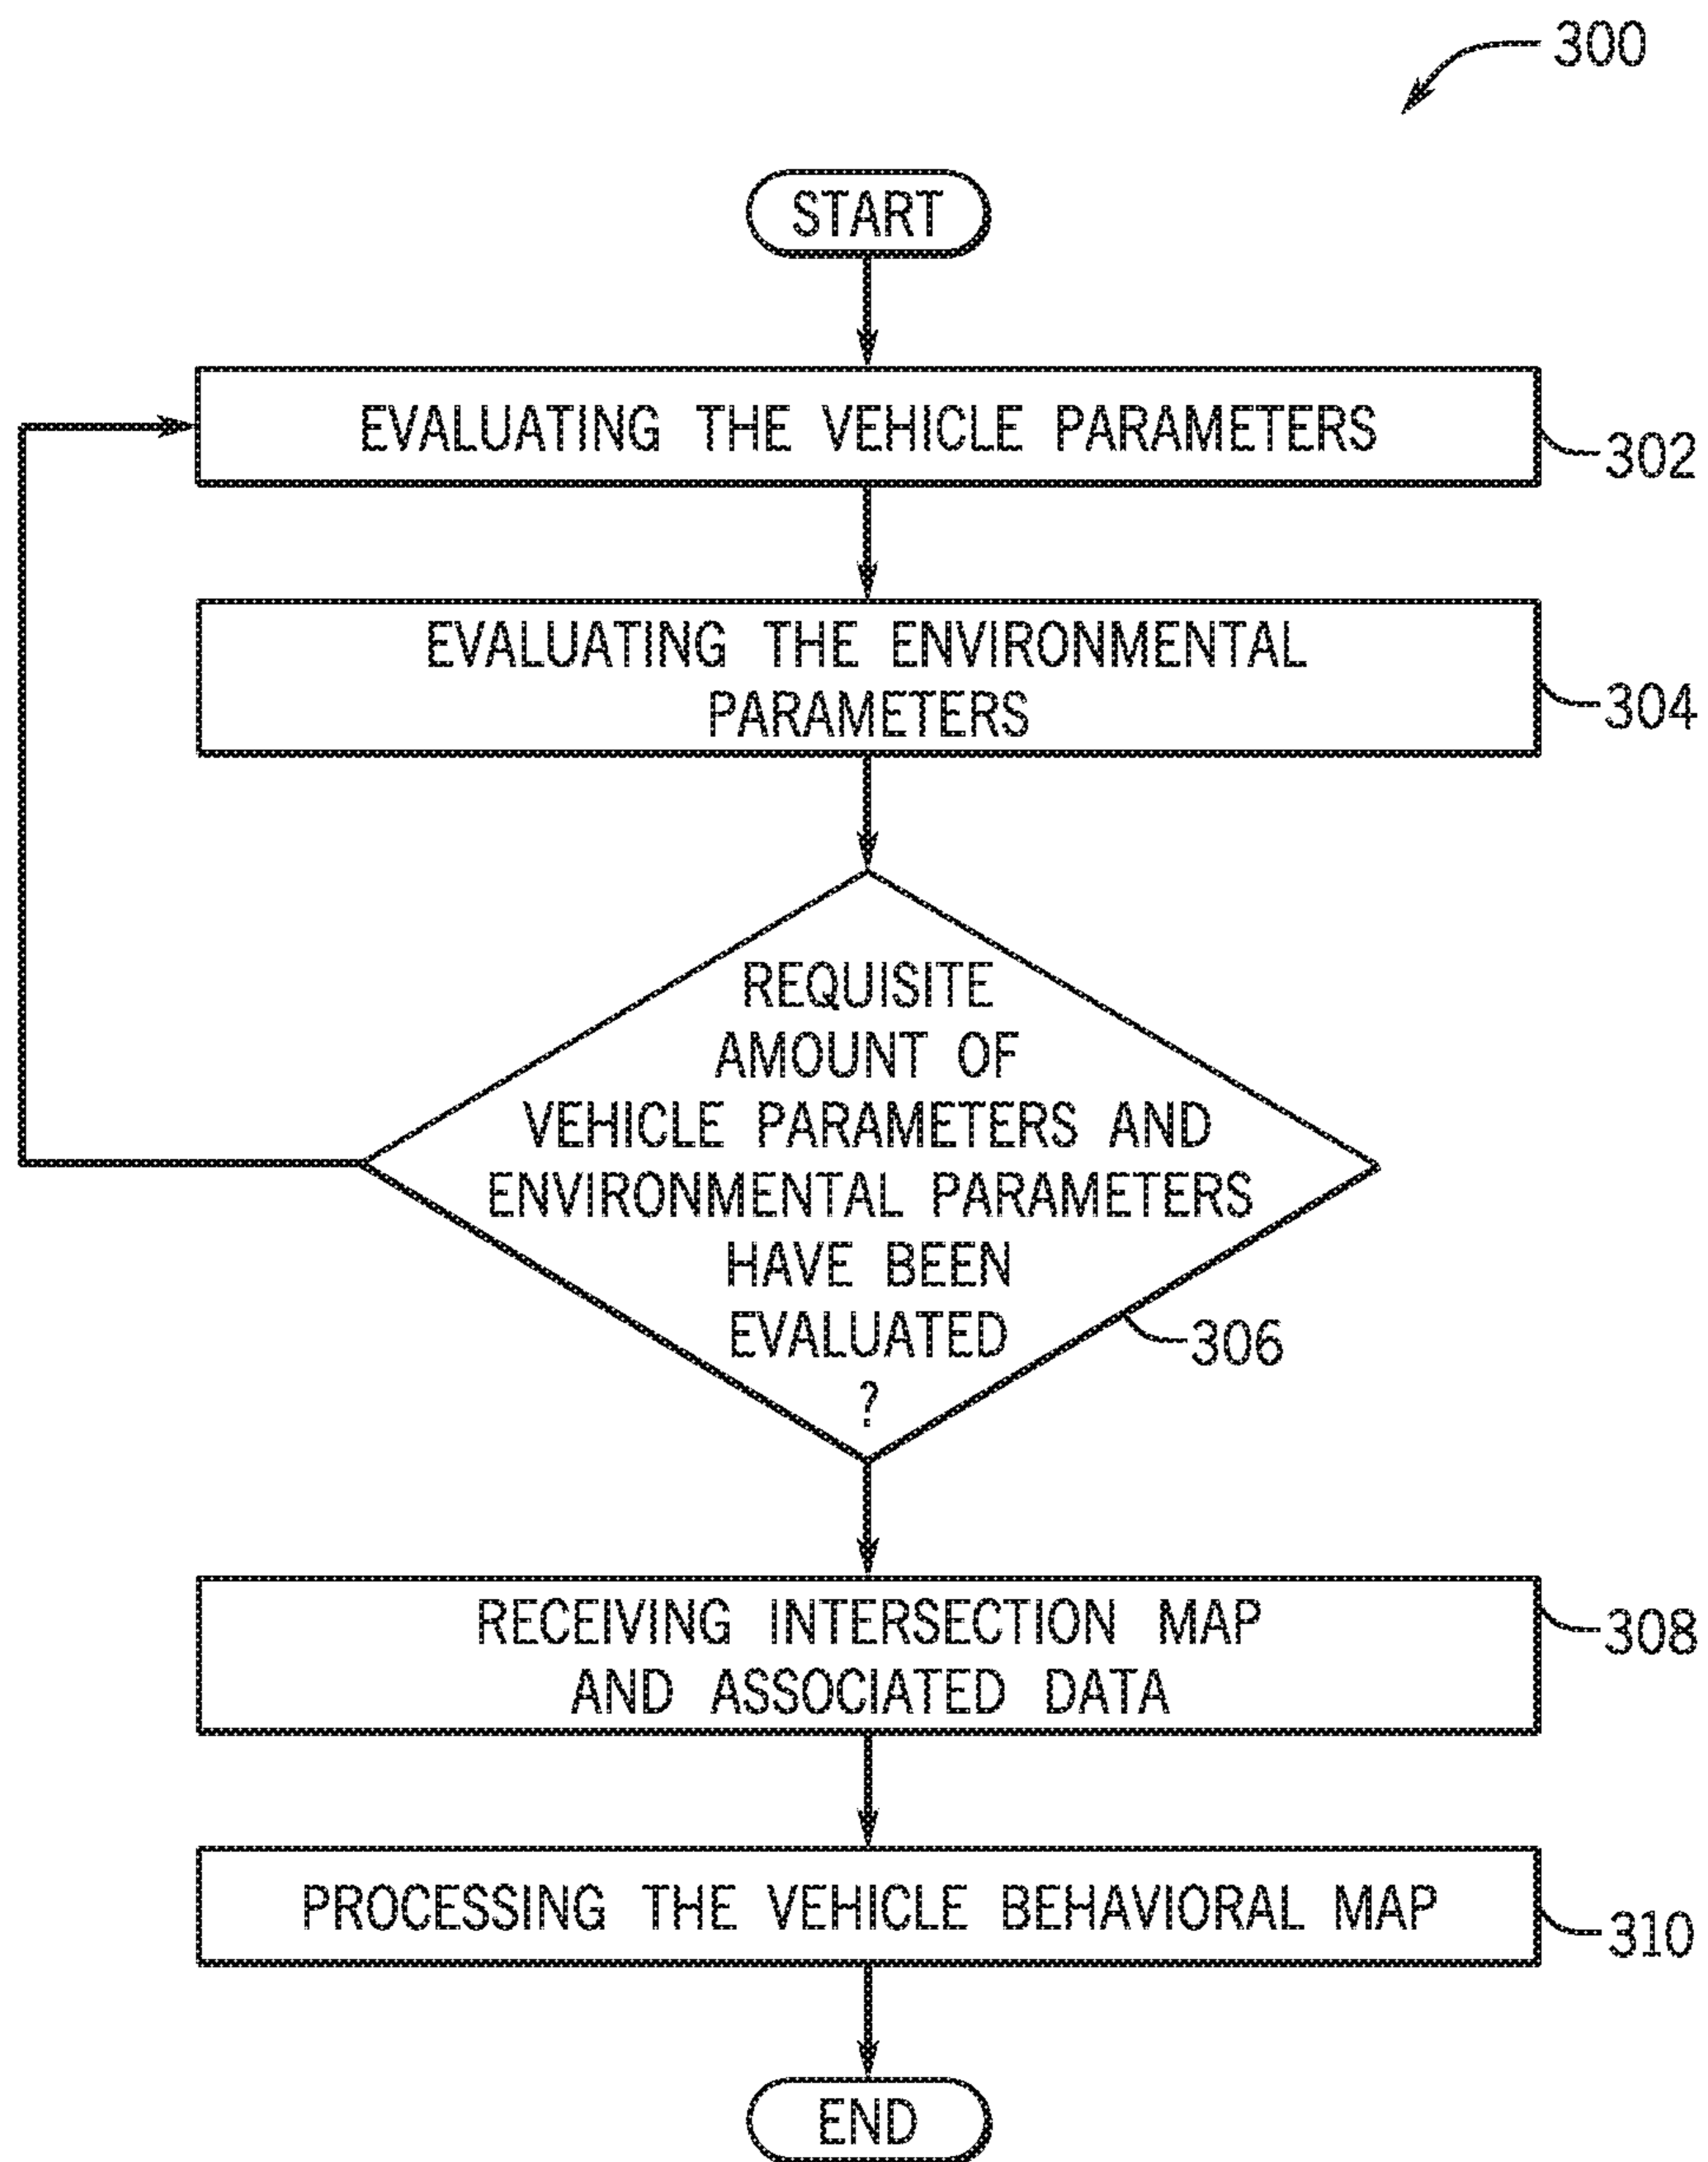 300
START
EVALUATING THE VEHICLE PARAMETERS
302
EVALUATING THE ENVIRONMENTAL
PARAMETERS
304
REQUISITE
AMOUNT OF
VEHICLE PARAMETERS AND
ENVIRONMENTAL PARAMETERS
HAVE BEEN
EVALUATED
?
306
RECEIVING INTERSECTION MAP
AND ASSOCIATED DATA
308
PROCESSING THE VEHICLE BEHAVIORAL MAP
310
END